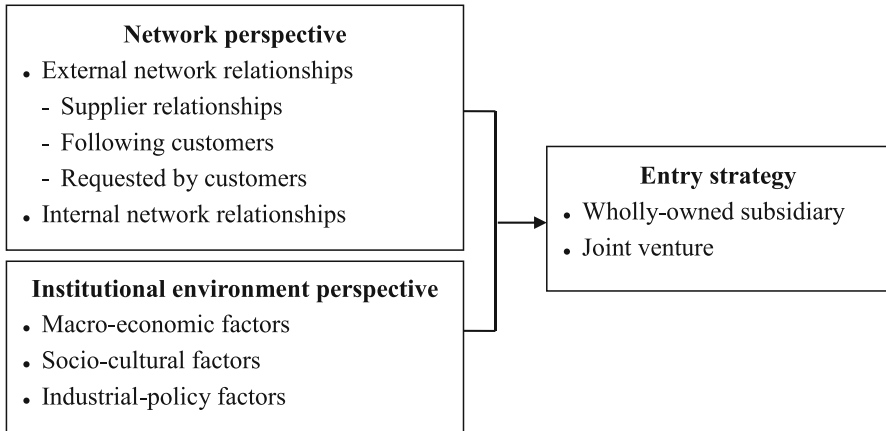 Network perspective
• External network relationships
- Supplier relationships
- Following customers
- Requested by customers
• Internal network relationships
Institutional environment perspective
• Macro-economic factors
• Socio-cultural factors
• Industrial-policy factors
Entry strategy
• Wholly-owned subsidiary
• Joint venture